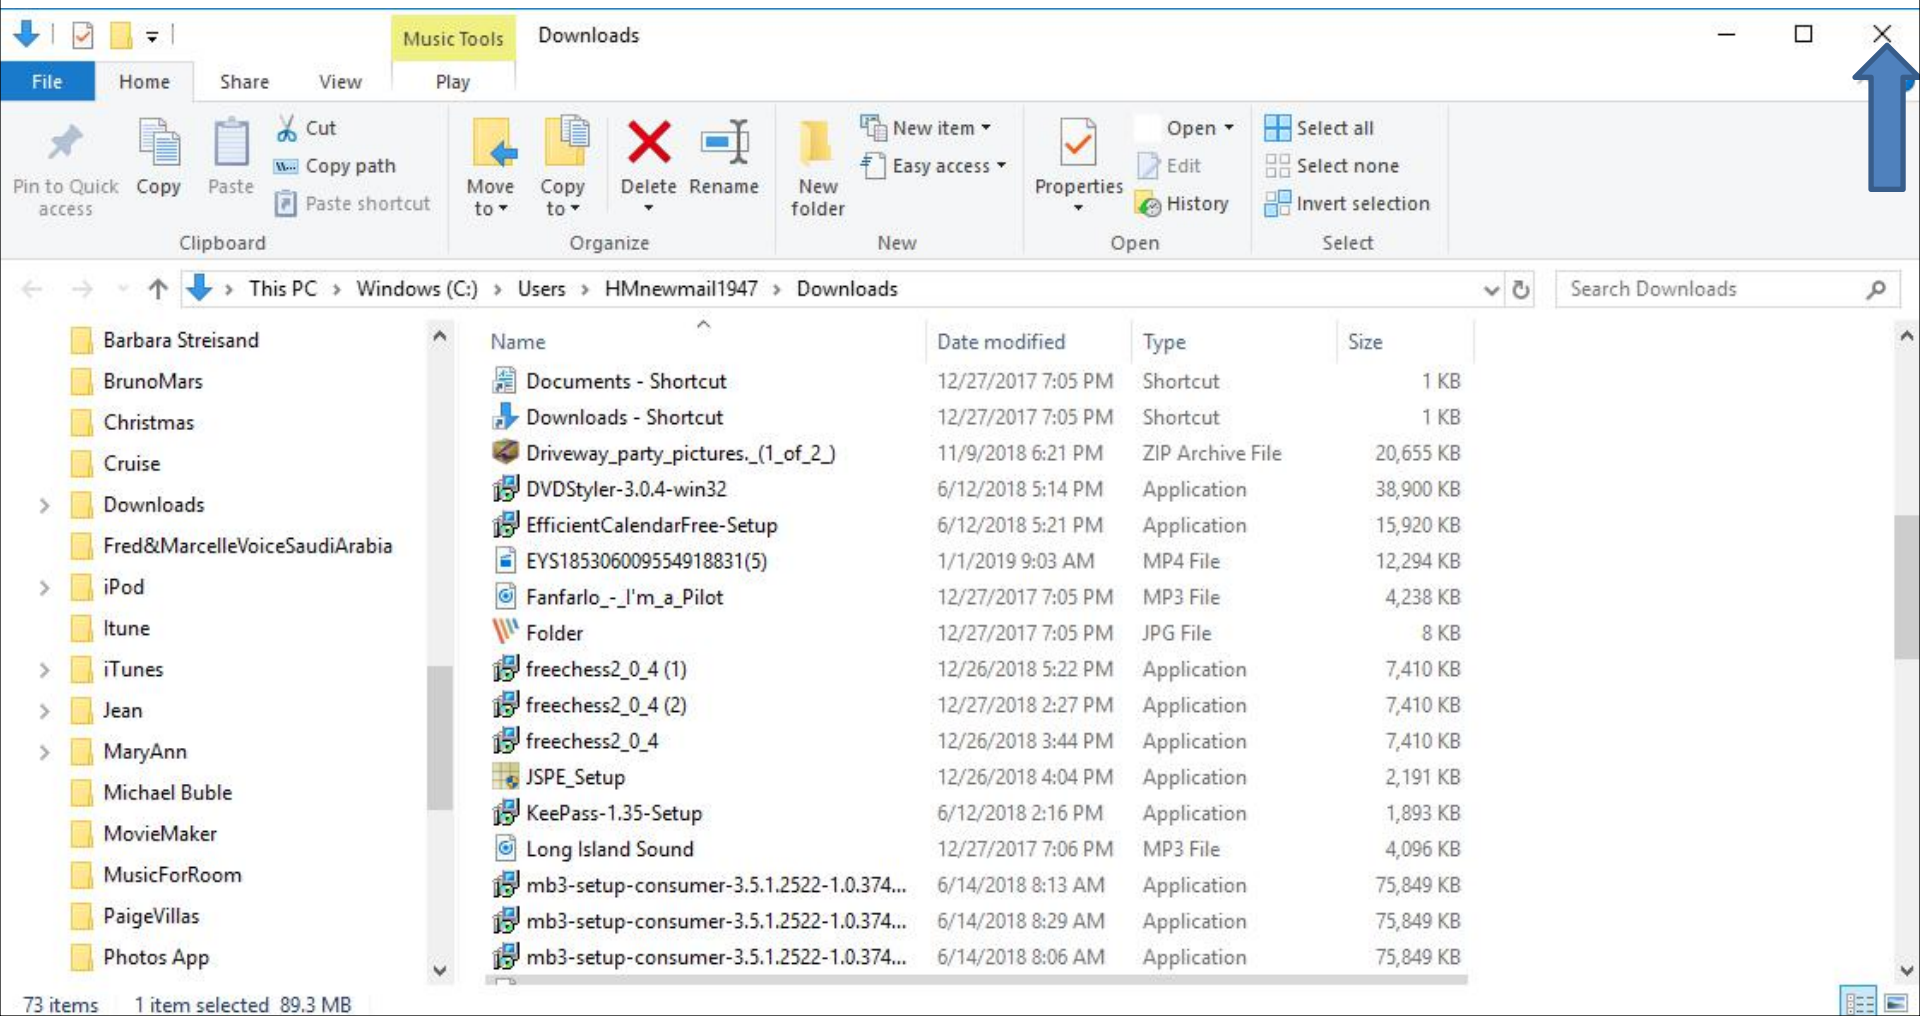 Music Tools
Downloads
File
Home
Share
View
Play
Pin to Quick access
Copy
Paste
Cut
Copy path
Paste shortcut
Clipboard
Move to
Copy to
Delete
Rename
Organize
New folder
New item
Easy access
New
Properties
Open
Edit
History
Open
Select all
Select none
Invert selection
Select
This PC > Windows (C:) > Users > HMnewmail1947 > Downloads
Search Downloads
Barbara Streisand
BrunoMars
Christmas
Cruise
Downloads
Fred&MarcelleVoiceSaudiArabia
iPod
Itune
iTunes
Jean
MaryAnn
Michael Buble
MovieMaker
MusicForRoom
PaigeVillas
Photos App
Name Date modified Type Size
Documents - Shortcut 12/27/2017 7:05 PM Shortcut 1 KB
Downloads - Shortcut 12/27/2017 7:05 PM Shortcut 1 KB
Driveway_party_pictures._(1_of_2_) 11/9/2018 6:21 PM ZIP Archive File 20,655 KB
DVDStyler-3.0.4-win32 6/12/2018 5:14 PM Application 38,900 KB
EfficientCalendarFree-Setup 6/12/2018 5:21 PM Application 15,920 KB
EYS185306009554918831(5) 1/1/2019 9:03 AM MP4 File 12,294 KB
Fanfarlo_-_I'm_a_Pilot 12/27/2017 7:05 PM MP3 File 4,238 KB
Folder 12/27/2017 7:05 PM JPG File 8 KB
freechess2_0_4 (1) 12/26/2018 5:22 PM Application 7,410 KB
freechess2_0_4 (2) 12/27/2018 2:27 PM Application 7,410 KB
freechess2_0_4 12/26/2018 3:44 PM Application 7,410 KB
JSPE_Setup 12/26/2018 4:04 PM Application 2,191 KB
KeePass-1.35-Setup 6/12/2018 2:16 PM Application 1,893 KB
Long Island Sound 12/27/2017 7:06 PM MP3 File 4,096 KB
mb3-setup-consumer-3.5.1.2522-1.0.374... 6/14/2018 8:13 AM Application 75,849 KB
mb3-setup-consumer-3.5.1.2522-1.0.374... 6/14/2018 8:29 AM Application 75,849 KB
mb3-setup-consumer-3.5.1.2522-1.0.374... 6/14/2018 8:06 AM Application 75,849 KB
73 items 1 item selected 89.3 MB